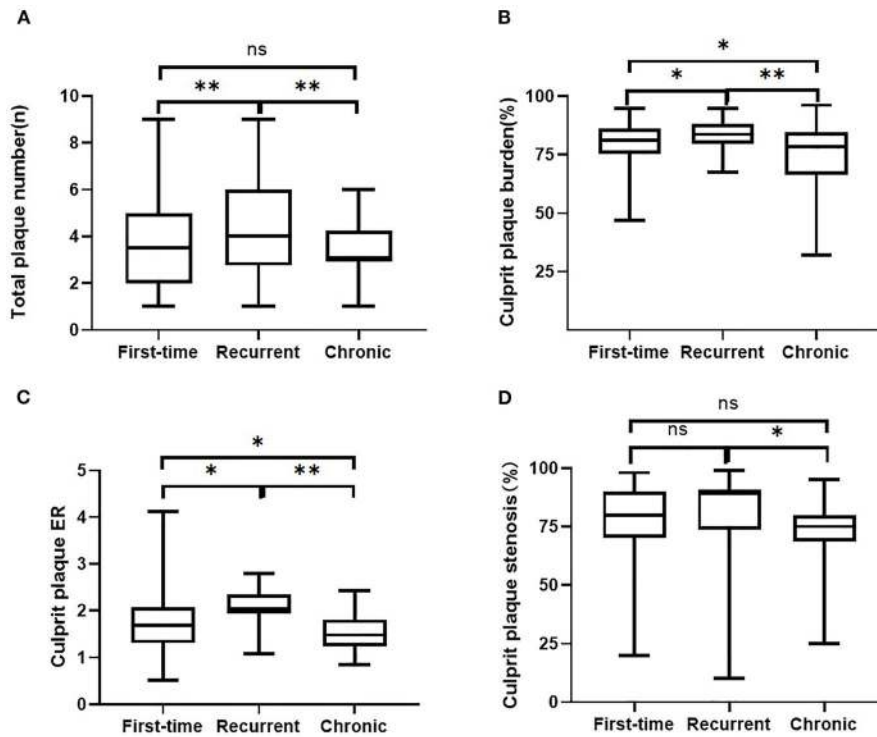 A
ns
** **
Total plaque number(n)
10
8
6
4
2
0
First-time Recurrent Chronic
B
*
* **
Culprit plaque burden(%)
100
75
50
25
First-time Recurrent Chronic
C
*
* **
Culprit plaque ER
5
4
3
2
1
0
First-time Recurrent Chronic
D
ns
ns *
Culprit plaque stenosis(%)
100
75
50
25
0
First-time Recurrent Chronic